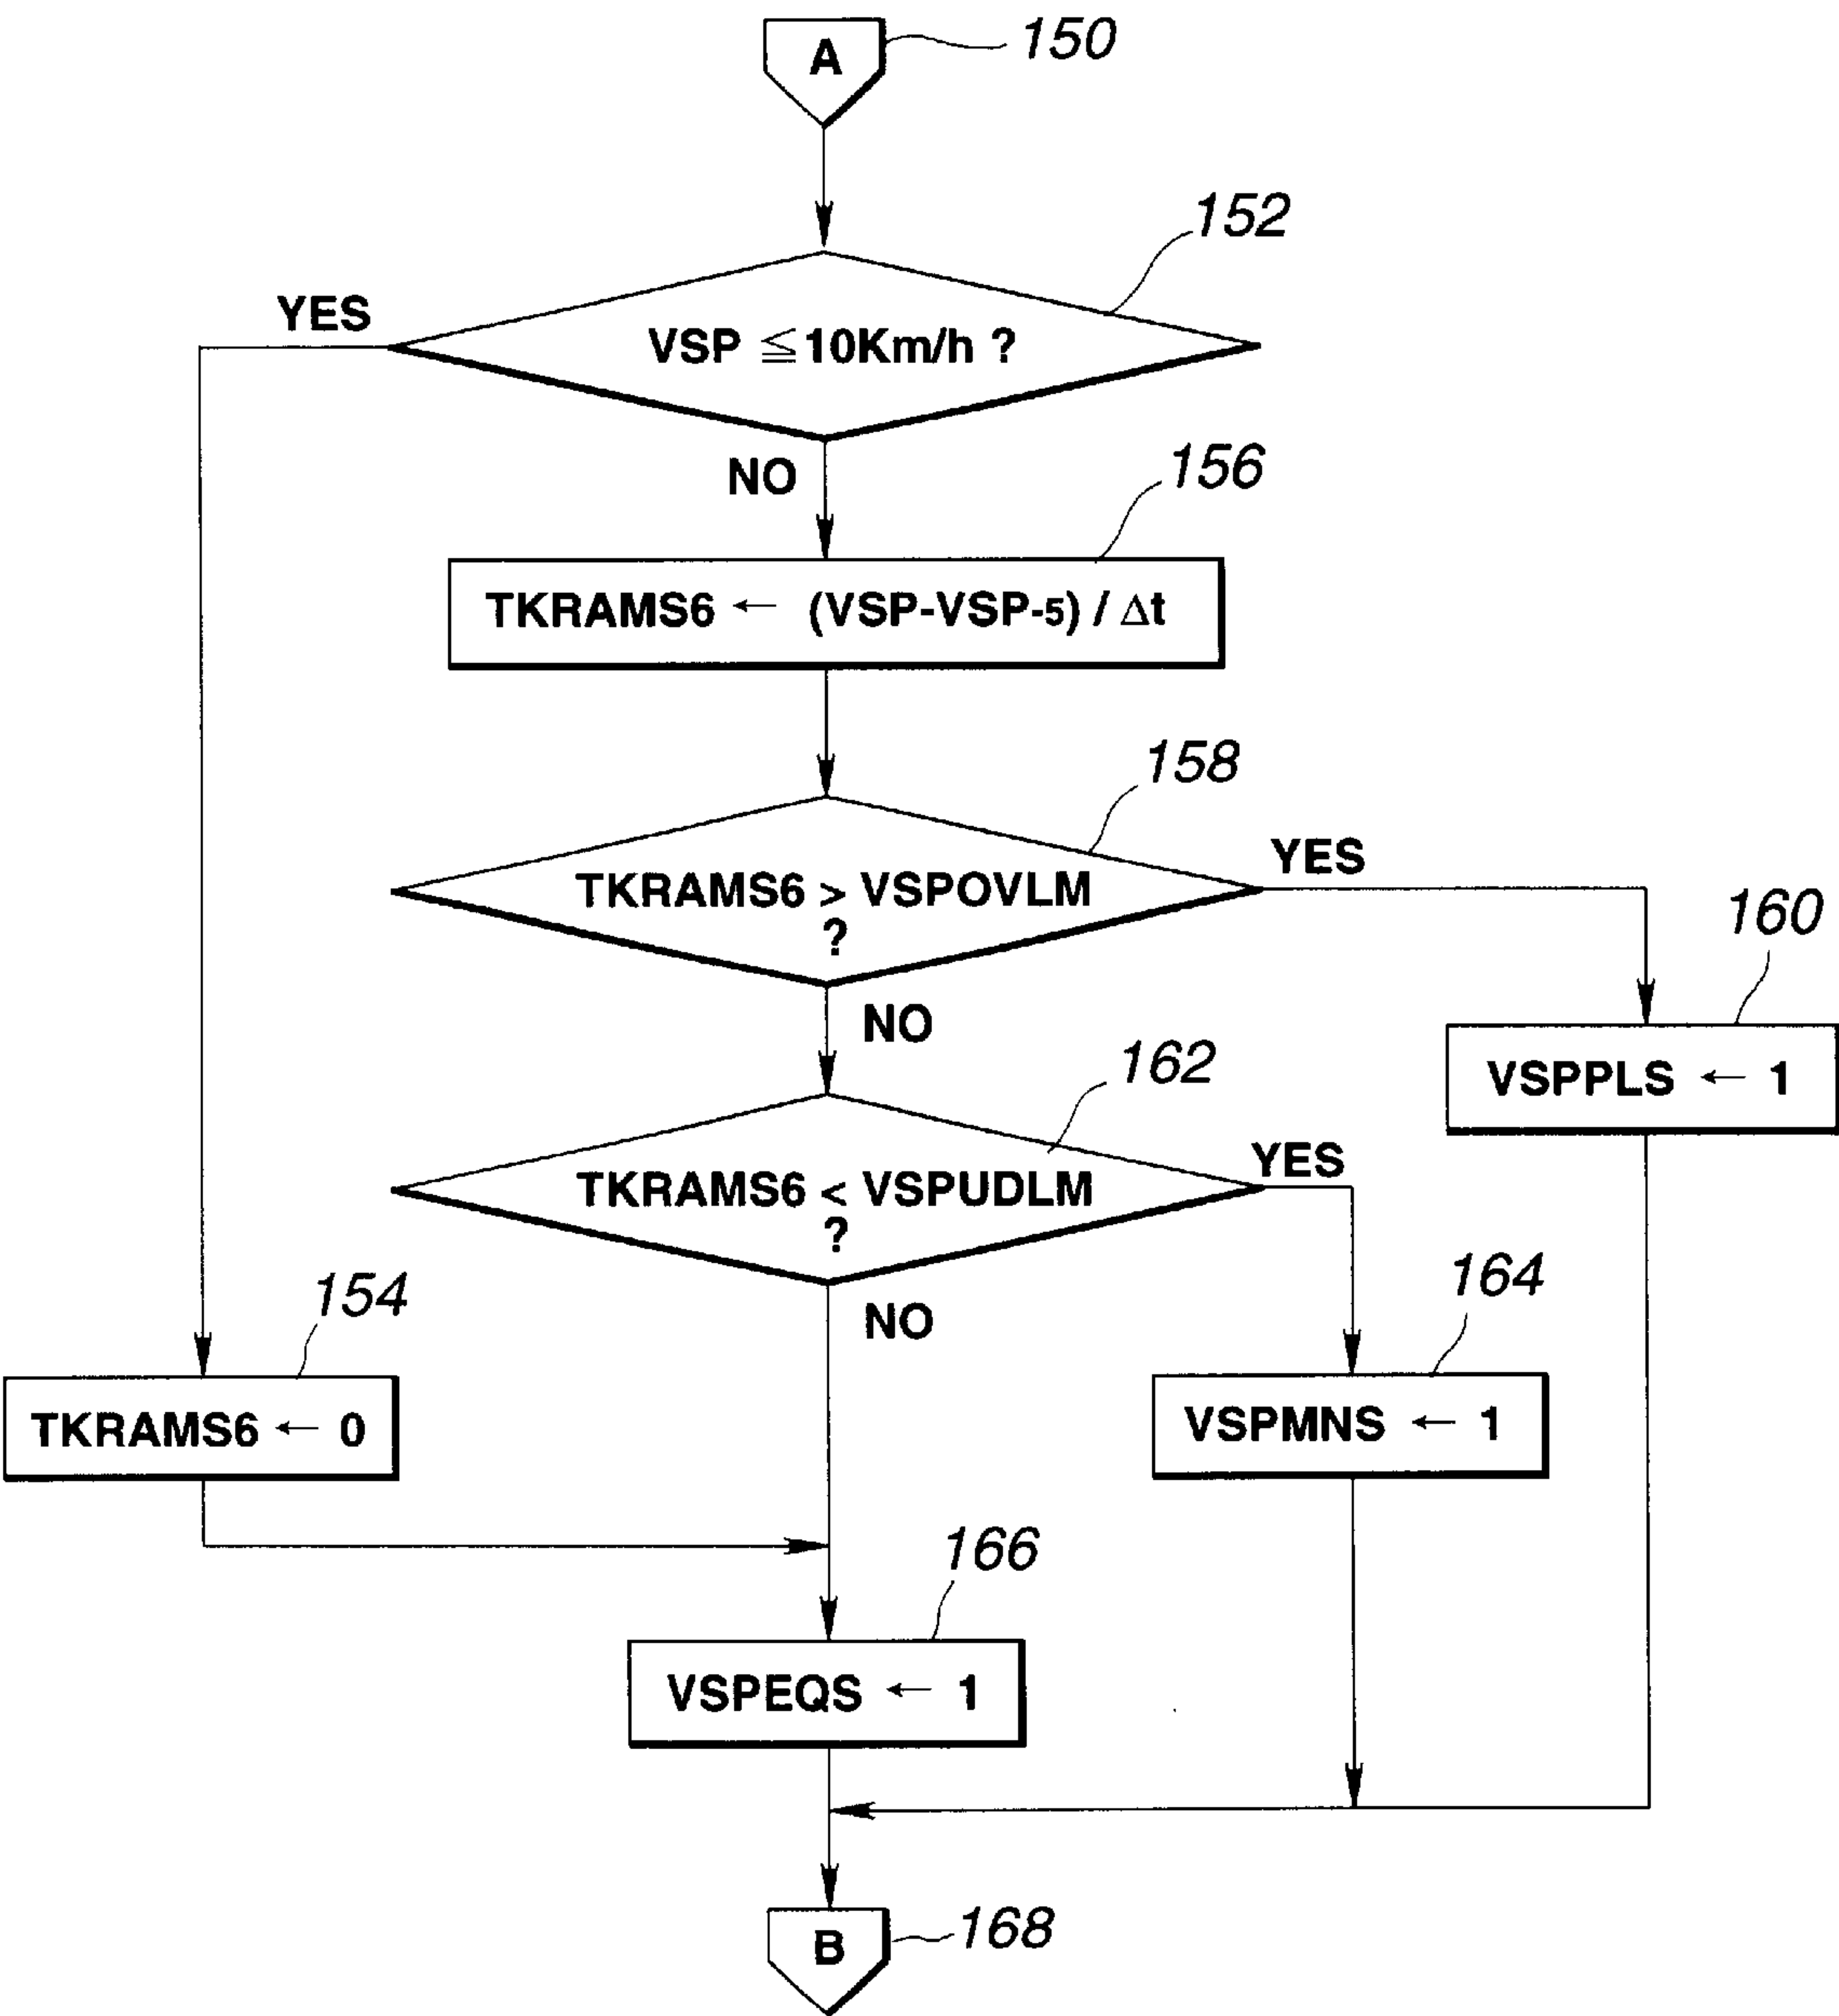 A
150
152
YES
VSP ≦10Km/h ?
NO
156
TKRAMS6 ← (VSP-VSP-5) / Δt
158
YES
TKRAMS6 > VSPOVLM
?
160
NO
VSPPLS ← 1
162
YES
TKRAMS6 < VSPUDLM
?
154
NO
164
TKRAMS6 ← 0
VSPMNS ← 1
166
VSPEQS ← 1
B
168